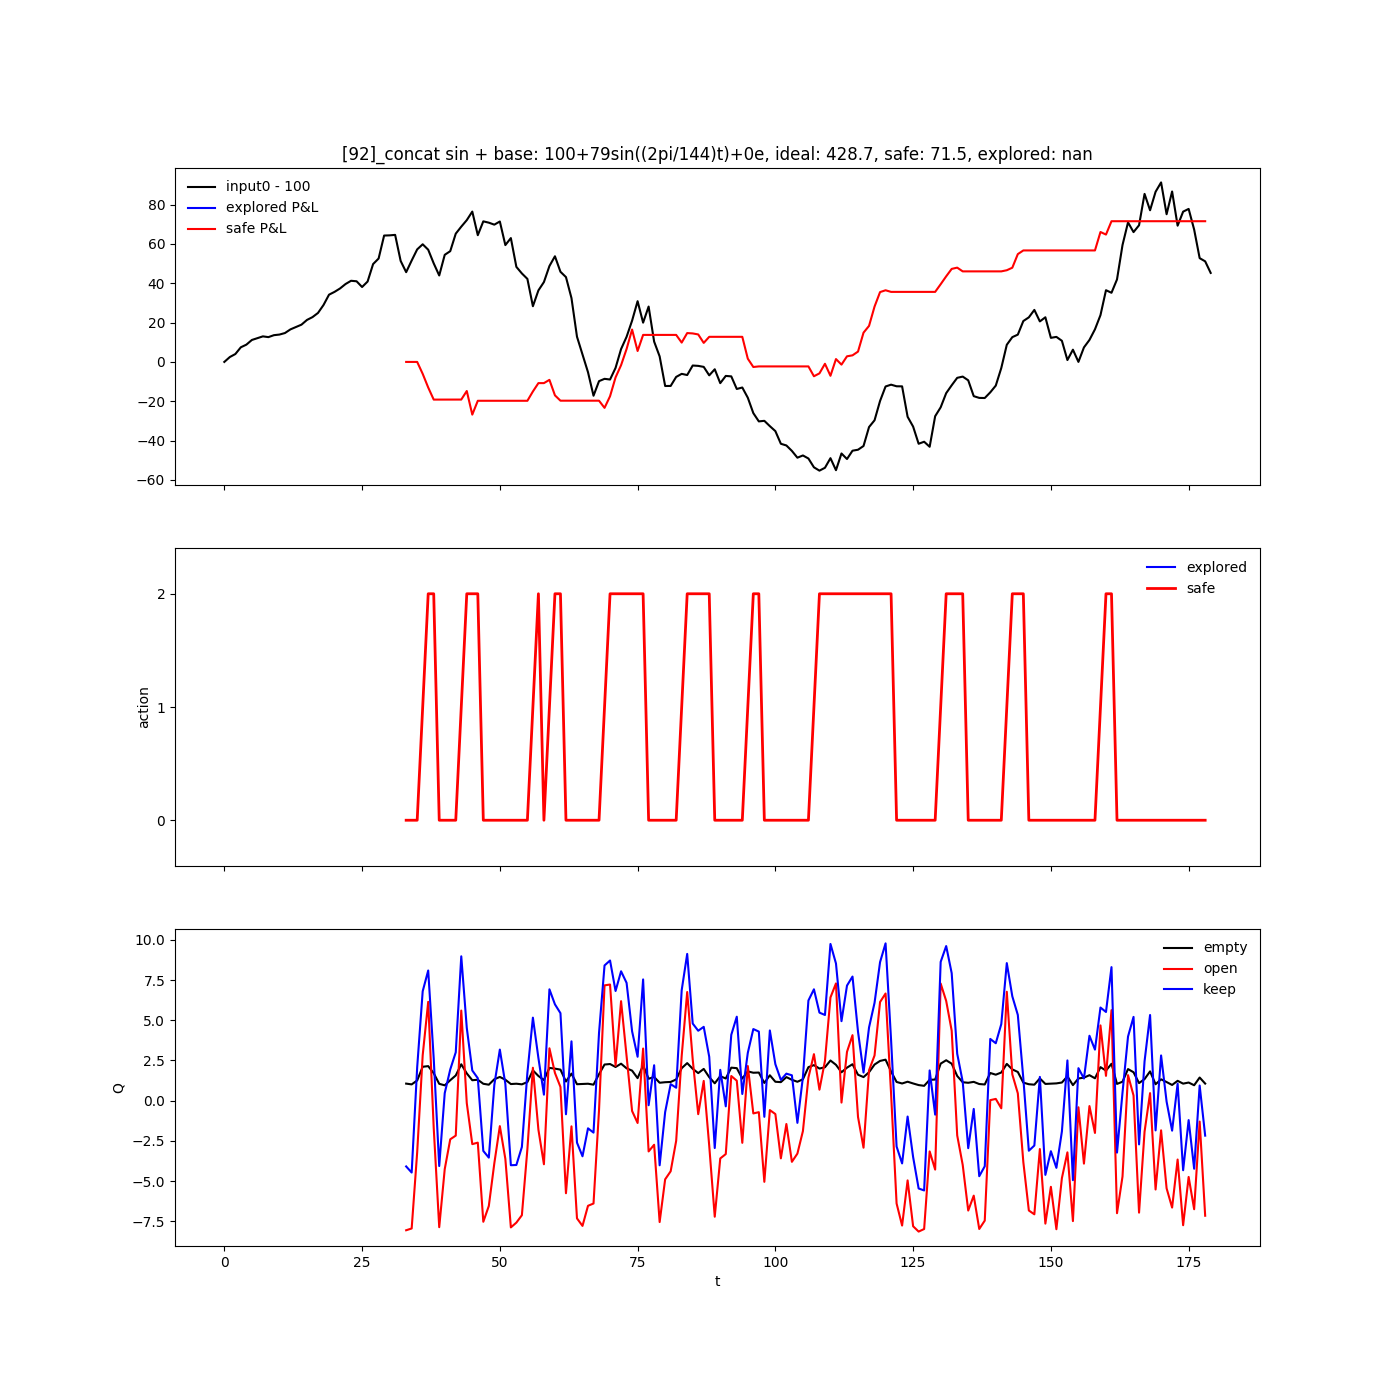 [92]_concat sin + base: 100+79sin((2pi/144)t)+0e, ideal: 428.7, safe: 71.5, explored: nan
input0 - 100
explored P&L
safe P&L
80
60
40
20
0
−20
−40
−60
explored
safe
2
1
0
action
empty
open
keep
10.0
7.5
5.0
2.5
0.0
−2.5
−5.0
−7.5
Q
0 25 50 75 100 125 150 175
t